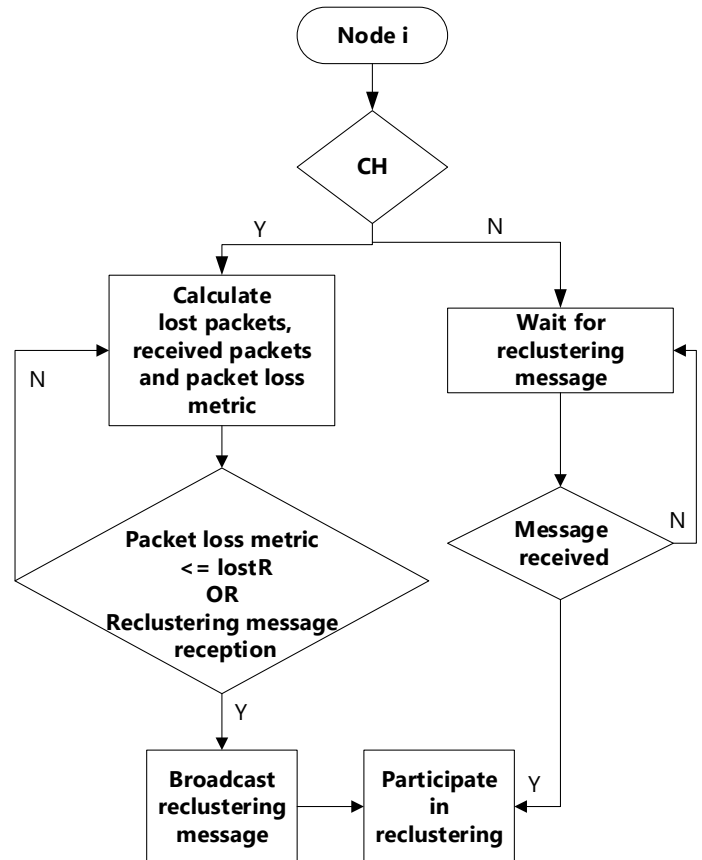 Node i
CH
Y
N
Calculate
lost packets,
received packets
and packet loss
metric
Wait for
reclustering
message
N
Packet loss metric
<= lostR
OR
Reclustering message
reception
Message
received
N
Y
Broadcast
reclustering
message
Participate
in
reclustering
Y